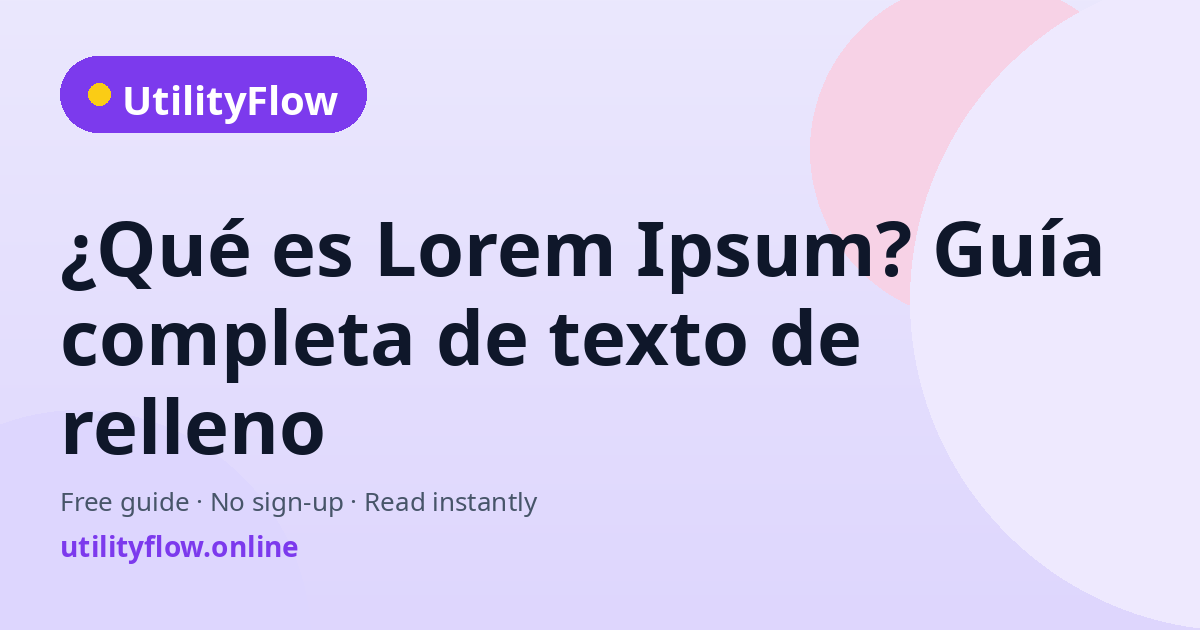 UtilityFlow
¿Qué es Lorem Ipsum? Guía
completa de texto de
relleno
Free guide · No sign-up · Read instantly
utilityflow.online